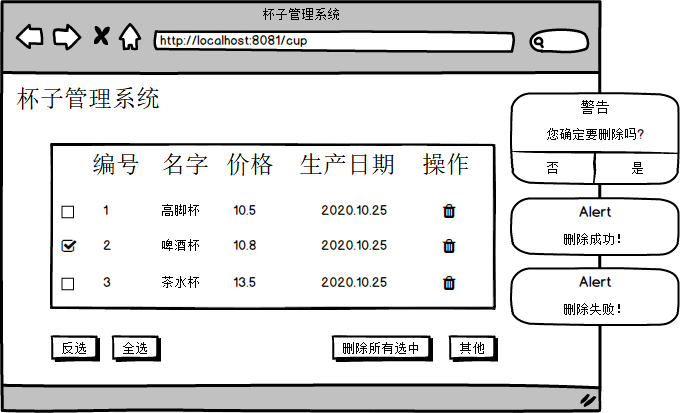 杯子管理系统
http://localhost:8081/cup
杯子管理系统
编号 名字 价格 生产日期 操作
1 高脚杯 10.5 2020.10.25
2 啤酒杯 10.8 2020.10.25
3 茶水杯 13.5 2020.10.25
反选 全选 删除所有选中 其他
警告
您确定要删除吗?
否 是
Alert
删除成功!
Alert
删除失败!